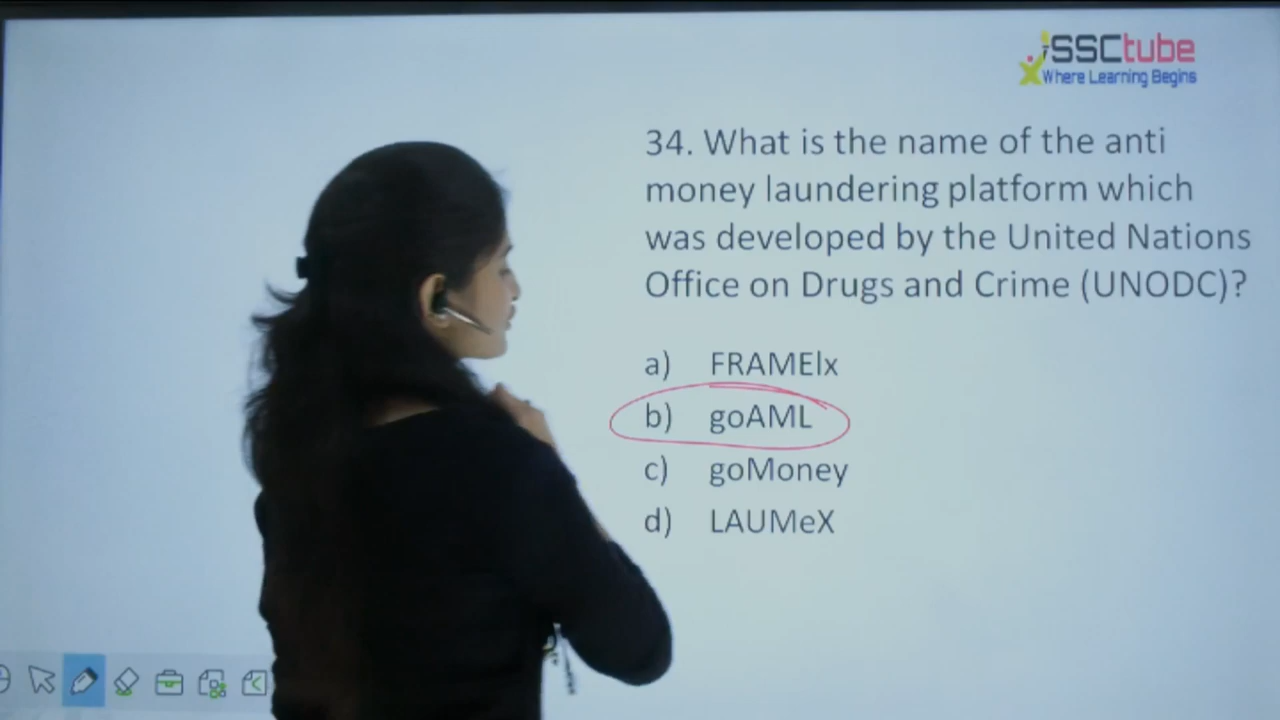 SSCtube
Where Learning Begins
34. What is the name of the anti
money laundering platform which
was developed by the United Nations
Office on Drugs and Crime (UNODC)?
a) FRAMElx
b) goAML
c) goMoney
d) LAUMeX